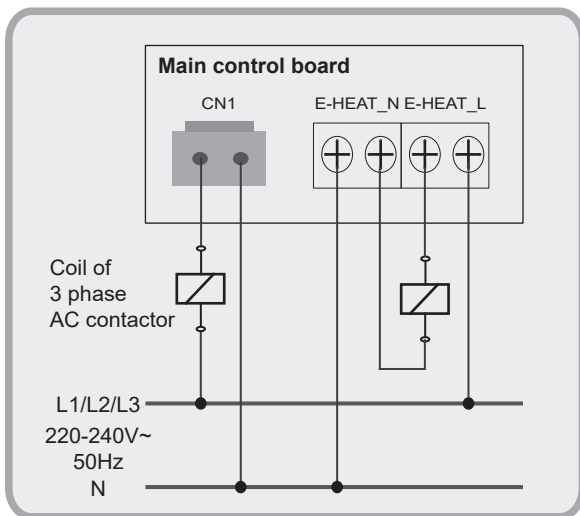 Main control board
CN1
E-HEAT_N E-HEAT_L
Coil of
3 phase
AC contactor
L1/L2/L3
220-240V~
50Hz
N